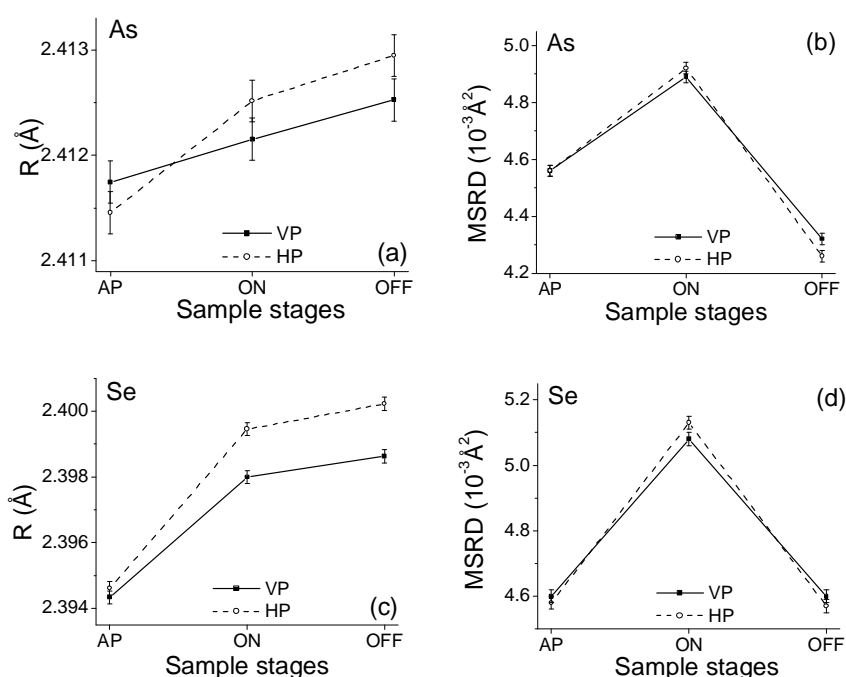 As
2.413
2.412
2.411
R (Å)
VP
HP
(a)
AP ON OFF
Sample stages
As
(b)
5.0
4.8
4.6
4.4
4.2
MSRD (10⁻³Å²)
VP
HP
AP ON OFF
Sample stages
Se
2.400
2.398
2.396
2.394
R (Å)
VP
HP
(c)
AP ON OFF
Sample stages
Se
(d)
5.2
5.0
4.8
4.6
MSRD (10⁻³Å²)
VP
HP
AP ON OFF
Sample stages